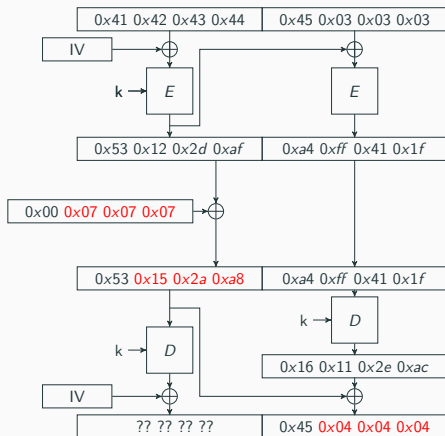 0x41 0x42 0x43 0x44 0x45 0x03 0x03 0x03
IV
k E E
0x53 0x12 0x2d 0xaf 0xa4 0xff 0x41 0x1f
0x00 0x07 0x07 0x07
0x53 0x15 0x2a 0xa8 0xa4 0xff 0x41 0x1f
k D
k D
0x16 0x11 0x2e 0xac
IV
?? ?? ?? ?? 0x45 0x04 0x04 0x04